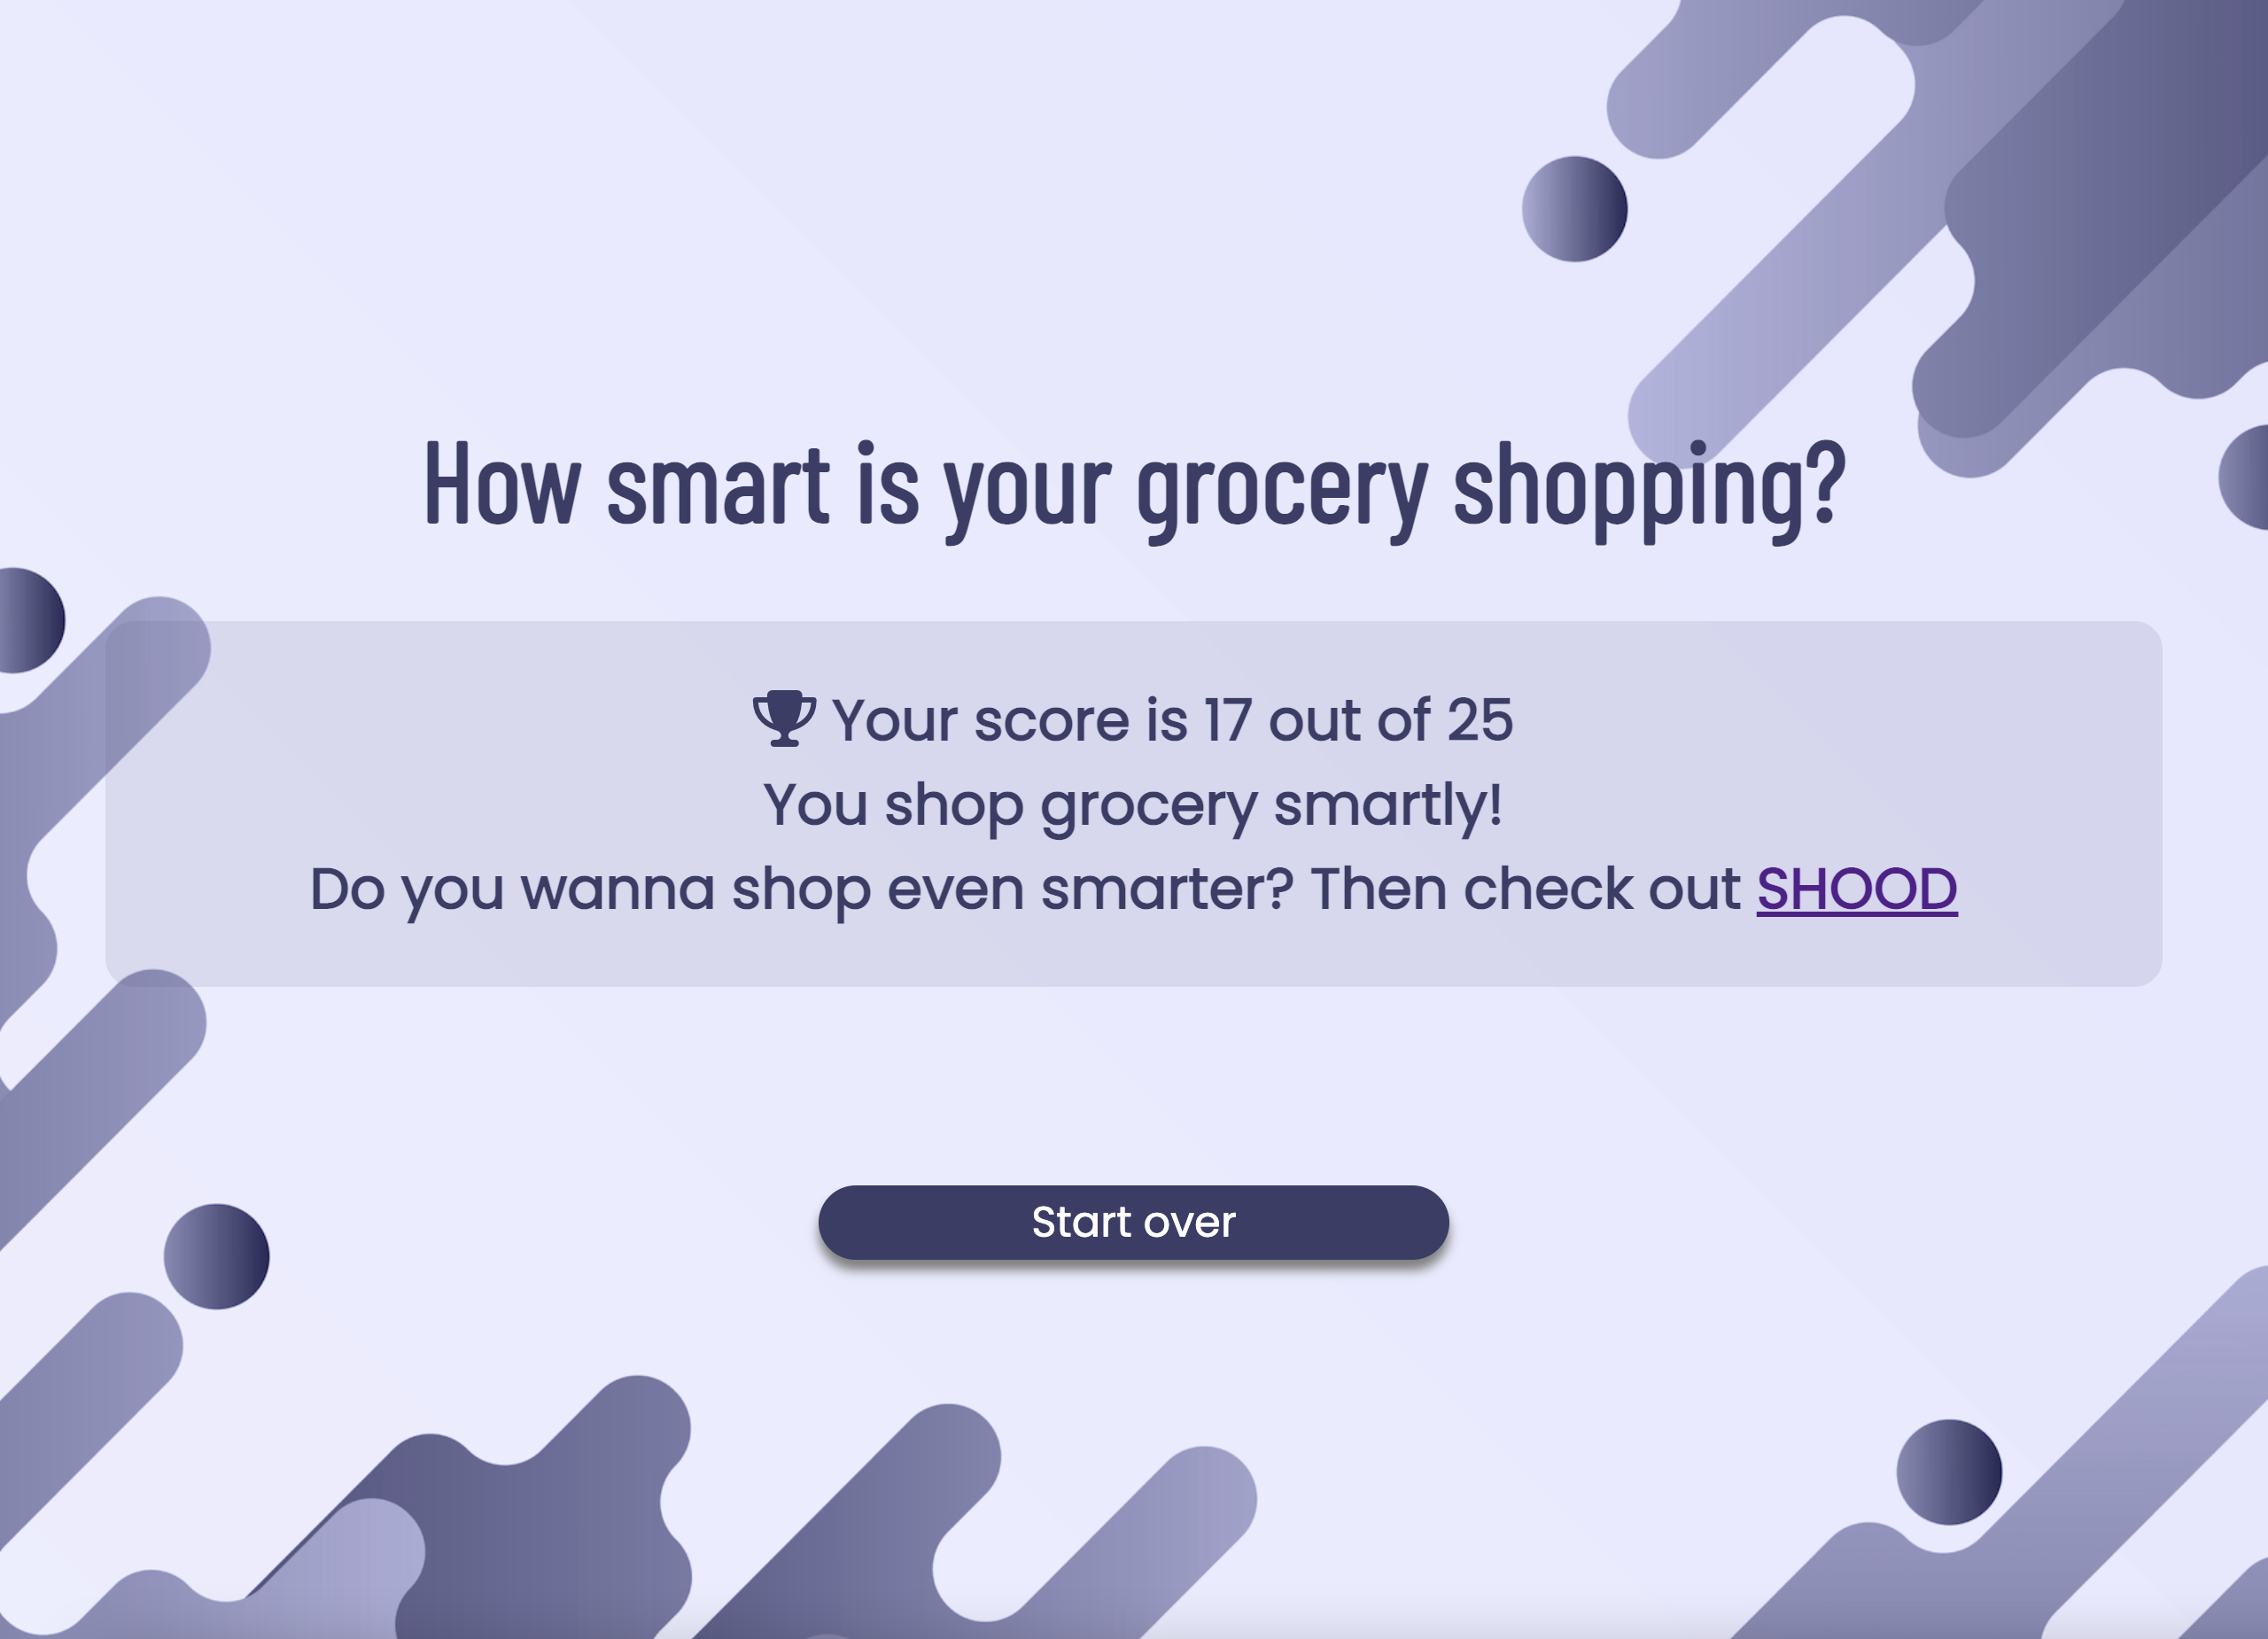 How smart is your grocery shopping?
Your score is 17 out of 25
You shop grocery smartly!
Do you wanna shop even smarter? Then check out SHOOD
Start over